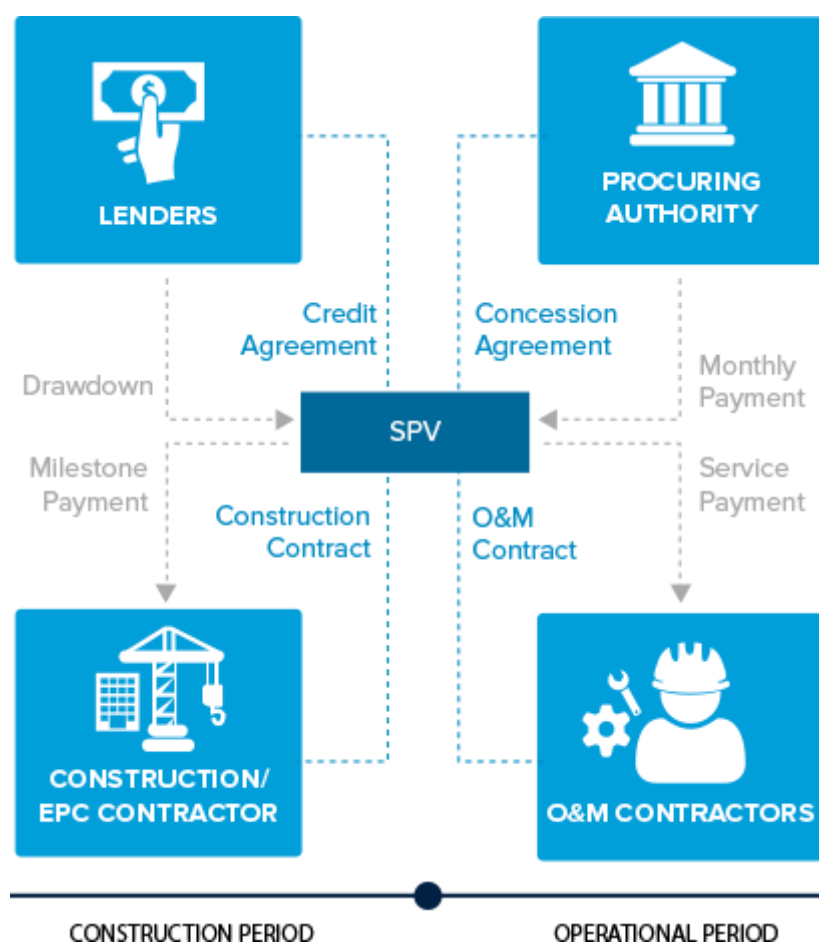 LENDERS
PROCURING
AUTHORITY
Credit
Agreement
Concession
Agreement
Drawdown
Monthly
Payment
SPV
Milestone
Payment
Service
Payment
Construction
Contract
O&M
Contract
$
CONSTRUCTION/
EPC CONTRACTOR
O&M CONTRACTORS
CONSTRUCTION PERIOD
OPERATIONAL PERIOD